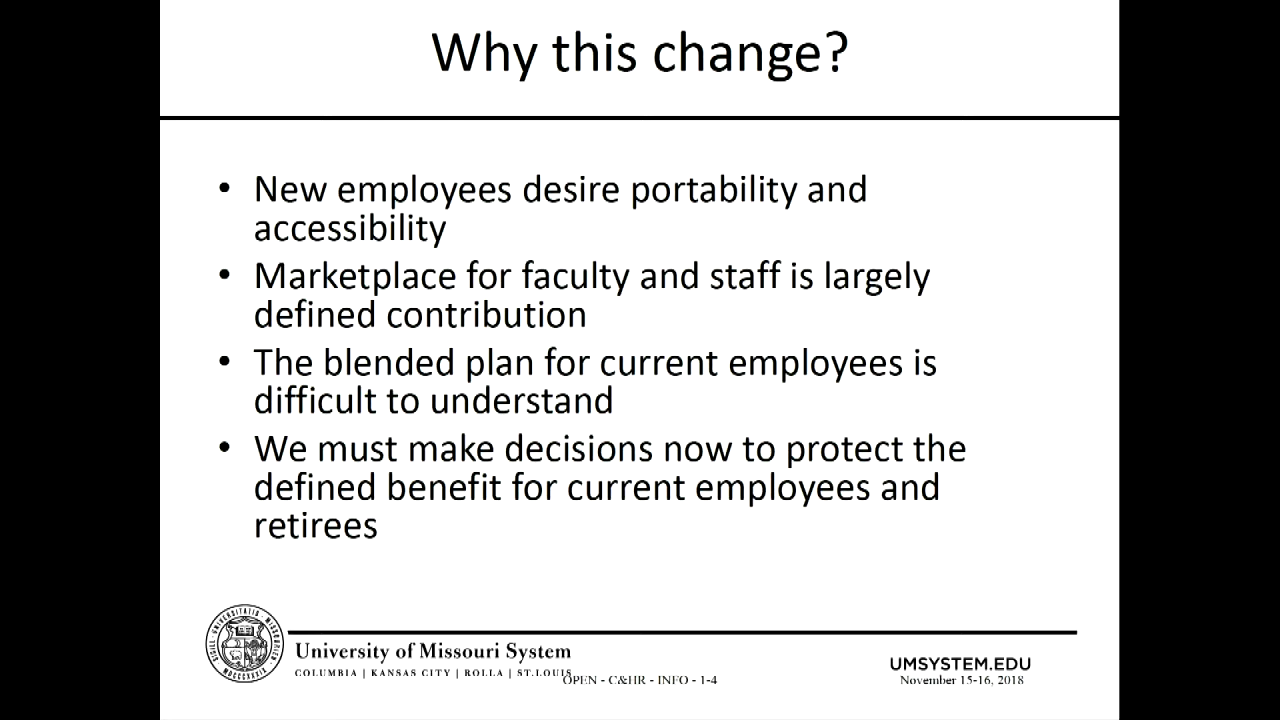 Why this change?
• New employees desire portability and
accessibility
• Marketplace for faculty and staff is largely
defined contribution
• The blended plan for current employees is
difficult to understand
• We must make decisions now to protect the
defined benefit for current employees and
retirees
University of Missouri System
COLUMBIA | KANSAS CITY | ROLLA | ST.LOUIS
OPEN - C&HR - INFO - 1-4
UMSYSTEM.EDU
November 15-16, 2018